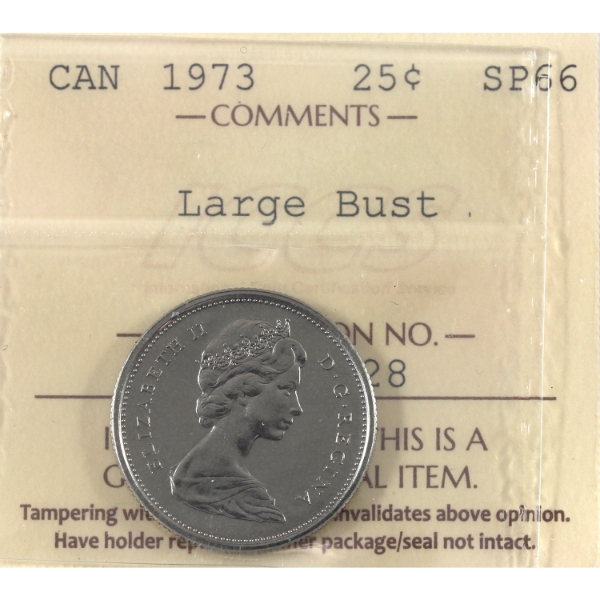 CAN 1973 25¢ SP66
— COMMENTS —
Large Bust
ICCS
ON NO. —
28
THIS IS A
AL ITEM.
Tampering wit invalidates above opinion.
Have holder rep package/seal not intact.
ELIZABETH II D·G·REGINA